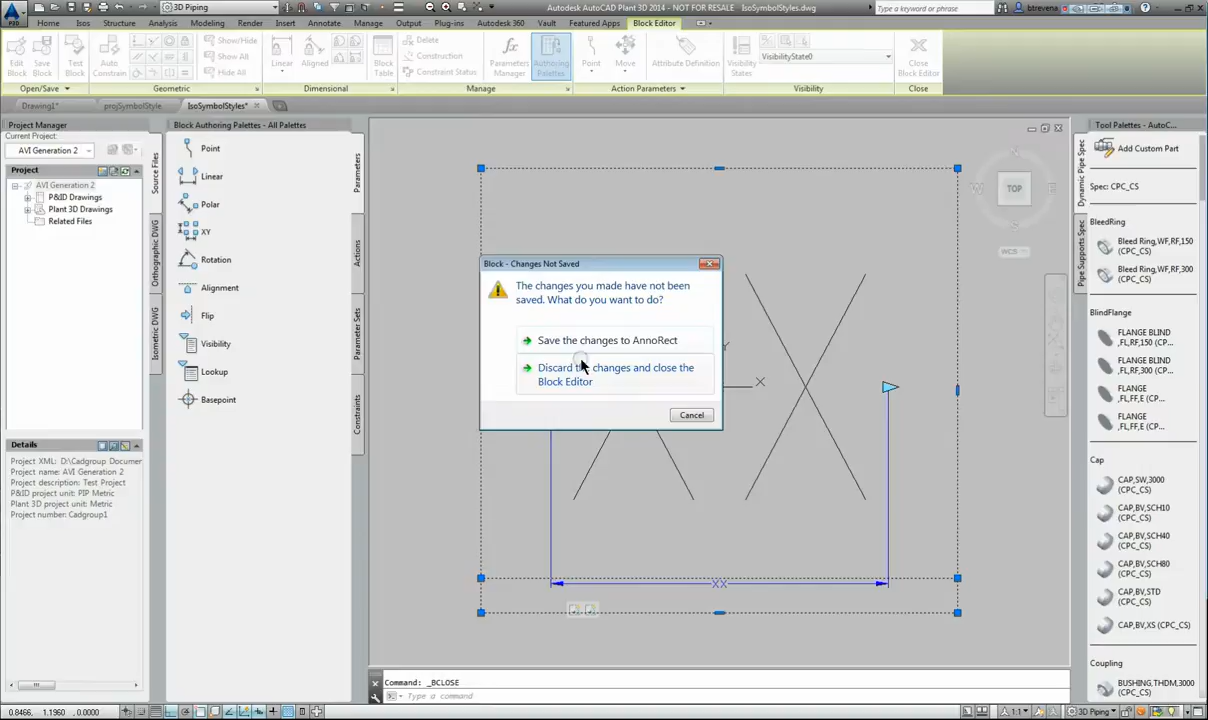 3D Piping
Autodesk AutoCAD Plant 3D 2014 - NOT FOR RESALE IsoSymbolStyles.dwg
Type a keyword or phrase
btrevena
Home Isos Structure Analysis Modeling Render Insert Annotate Manage Output Plug-ins Autodesk 360 Vault Featured Apps Block Editor
Edit Block
Save Block
Test Block
Auto Constrain
Show/Hide
Show All
Hide All
Linear
Aligned
Block Table
Delete
Construction
Constraint Status
Parameters Manager
Authoring Palettes
Point
Move
Attribute Definition
Visibility States
VisibilityState0
Close Block Editor
Open/Save Geometric Dimensional Manage Action Parameters Visibility Close
Drawing1* projSymbolStyle IsoSymbolStyles*
Project Manager
Current Project:
AVI Generation 2
Project
AVI Generation 2
P&ID Drawings
Plant 3D Drawings
Related Files
Source Files
Orthographic DWG
Isometric DWG
Details
Project XML: D:\Cadgroup Documer
Project name: AVI Generation 2
Project description: Test Project
P&ID project unit: PIP Metric
Plant 3D project unit: Metric
Project number: Cadgroup1
Block Authoring Palettes - All Palettes
Point
Linear
Polar
XY
Rotation
Alignment
Flip
Visibility
Lookup
Basepoint
Parameters
Actions
Parameter Sets
Constraints
Block - Changes Not Saved
The changes you made have not been
saved. What do you want to do?
Save the changes to AnnoRect
Discard the changes and close the
Block Editor
Cancel
Y
X
XX
TOP
N
W
E
S
WCS
Command: _BCLOSE
Type a command
Tool Palettes - AutoC...
Dynamic Pipe Spec
Pipe Supports Spec
Add Custom Part
Spec: CPC_CS
BleedRing
Bleed Ring,WF,RF,150
(CPC_CS)
Bleed Ring,WF,RF,300
(CPC_CS)
BlindFlange
FLANGE BLIND
,FL,RF,150 (CP...
FLANGE BLIND
,FL,RF,300 (CP...
FLANGE
,FL,FF,E (CP...
FLANGE
,FL,FF,E (CP...
Cap
CAP,SW,3000
(CPC_CS)
CAP,BV,SCH10
(CPC_CS)
CAP,BV,SCH40
(CPC_CS)
CAP,BV,SCH80
(CPC_CS)
CAP,BV,STD
(CPC_CS)
CAP,BV,XS (CPC_CS)
Coupling
BUSHING,THDM,3000
(CPC_CS)
0.8466, 1.1960 , 0.0000
1:1
3D Piping